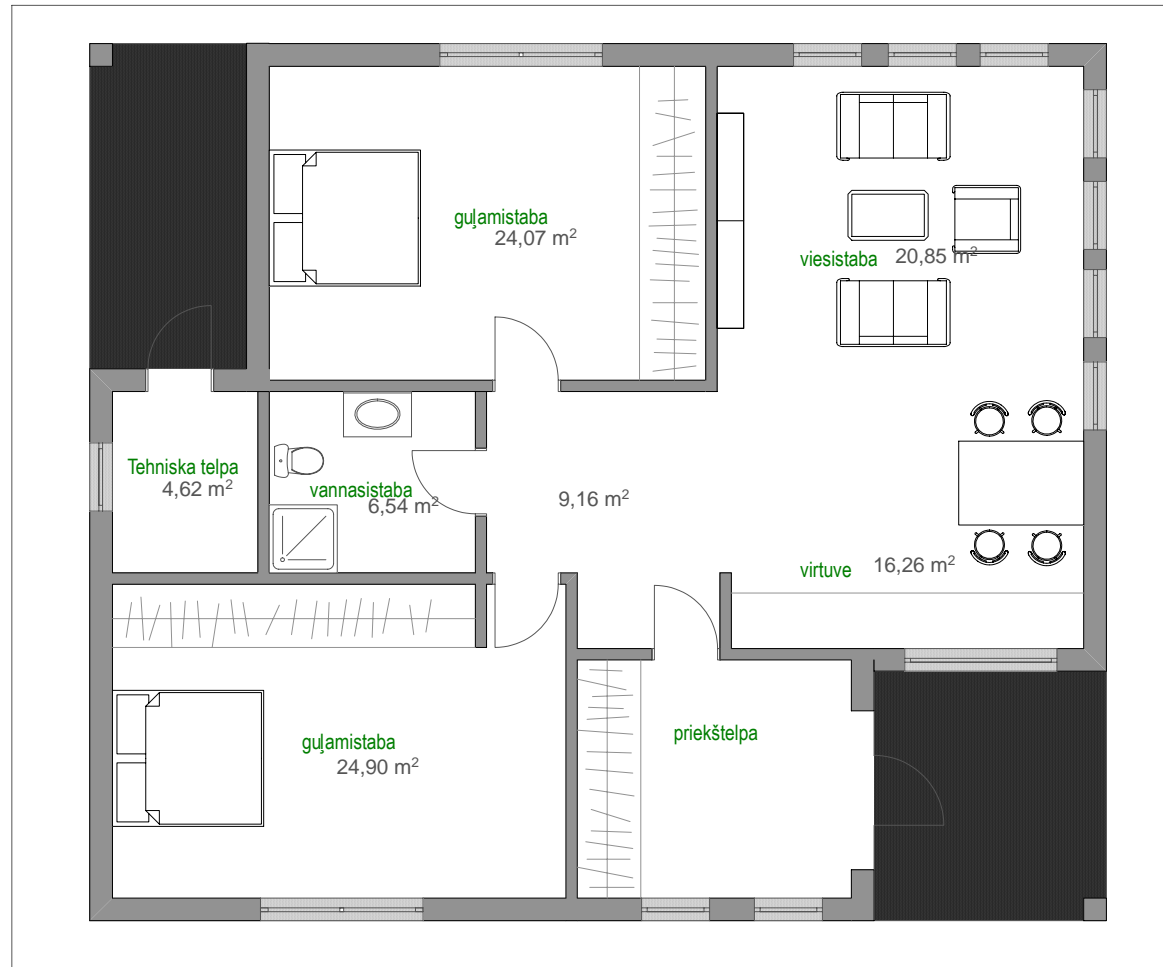 guļamistaba
24,07 m²
viesistaba 20,85 m²
Tehniska telpa
4,62 m²
vannasistaba
6,54 m²
9,16 m²
virtuve 16,26 m²
guļamistaba
24,90 m²
priekštelpa